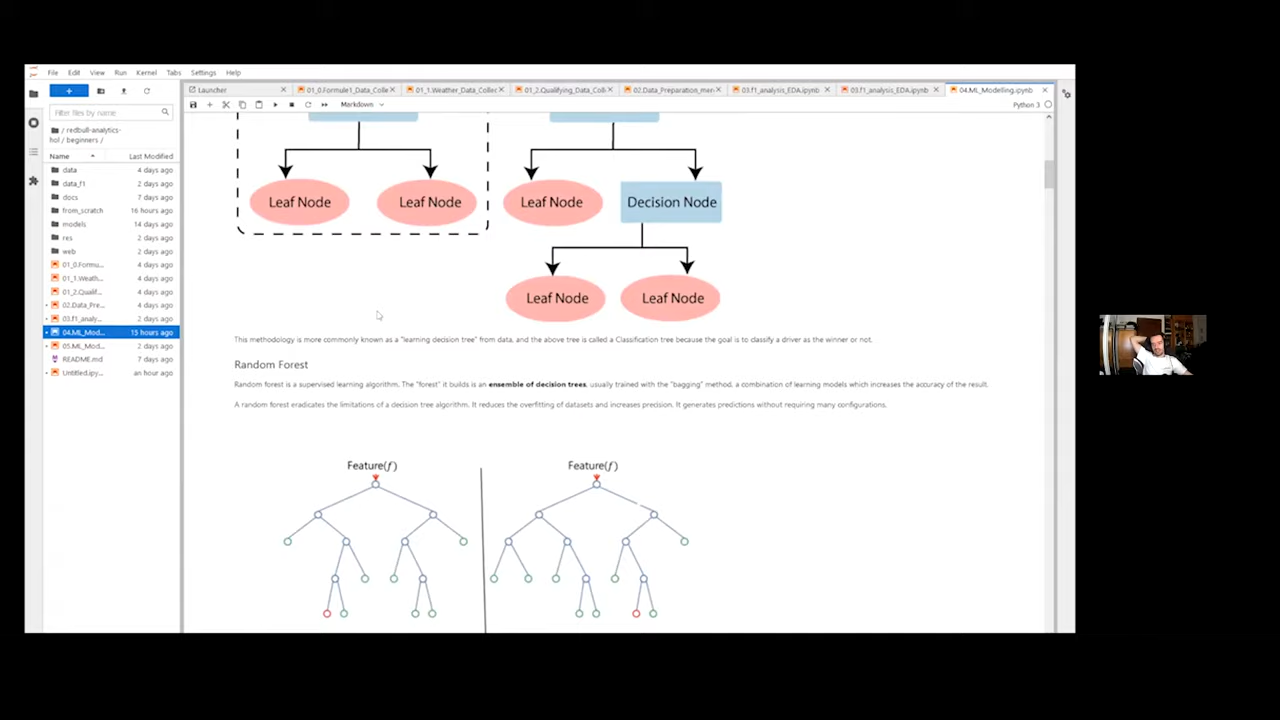 File Edit View Run Kernel Tabs Settings Help
Launcher 01_0.Formule1_Data_Colle 01_1.Weather_Data_Collec 01_2.Qualifying_Data_Coll 02.Data_Preparation_mer 03.f1_analysis_EDA.ipynb 03.f1_analysis_EDA.ipynb 04.ML_Modelling.ipynb
Markdown Python 3
Filter files by name
/ redbull-analytics-
hol / beginners /
Name Last Modified
data 4 days ago
data_f1 2 days ago
docs 7 days ago
from_scratch 16 hours ago
models 14 days ago
res 2 days ago
web 2 days ago
01_0.Formu... 4 days ago
01_1.Weath... 4 days ago
01_2.Qualif... 4 days ago
02.Data_Pre... 4 days ago
03.f1_analy... 2 days ago
04.ML_Mod... 15 hours ago
05.ML_Mod... 2 days ago
README.md 7 days ago
Untitled.ipy... an hour ago
Leaf Node Leaf Node Leaf Node Decision Node
Leaf Node Leaf Node
This methodology is more commonly known as a "learning decision tree" from data, and the above tree is called a Classification tree because the goal is to classify a driver as the winner or not.
Random Forest
Random forest is a supervised learning algorithm. The "forest" it builds is an ensemble of decision trees, usually trained with the "bagging" method, a combination of learning models which increases the accuracy of the result.
A random forest eradicates the limitations of a decision tree algorithm. It reduces the overfitting of datasets and increases precision. It generates predictions without requiring many configurations.
Feature(f) Feature(f)